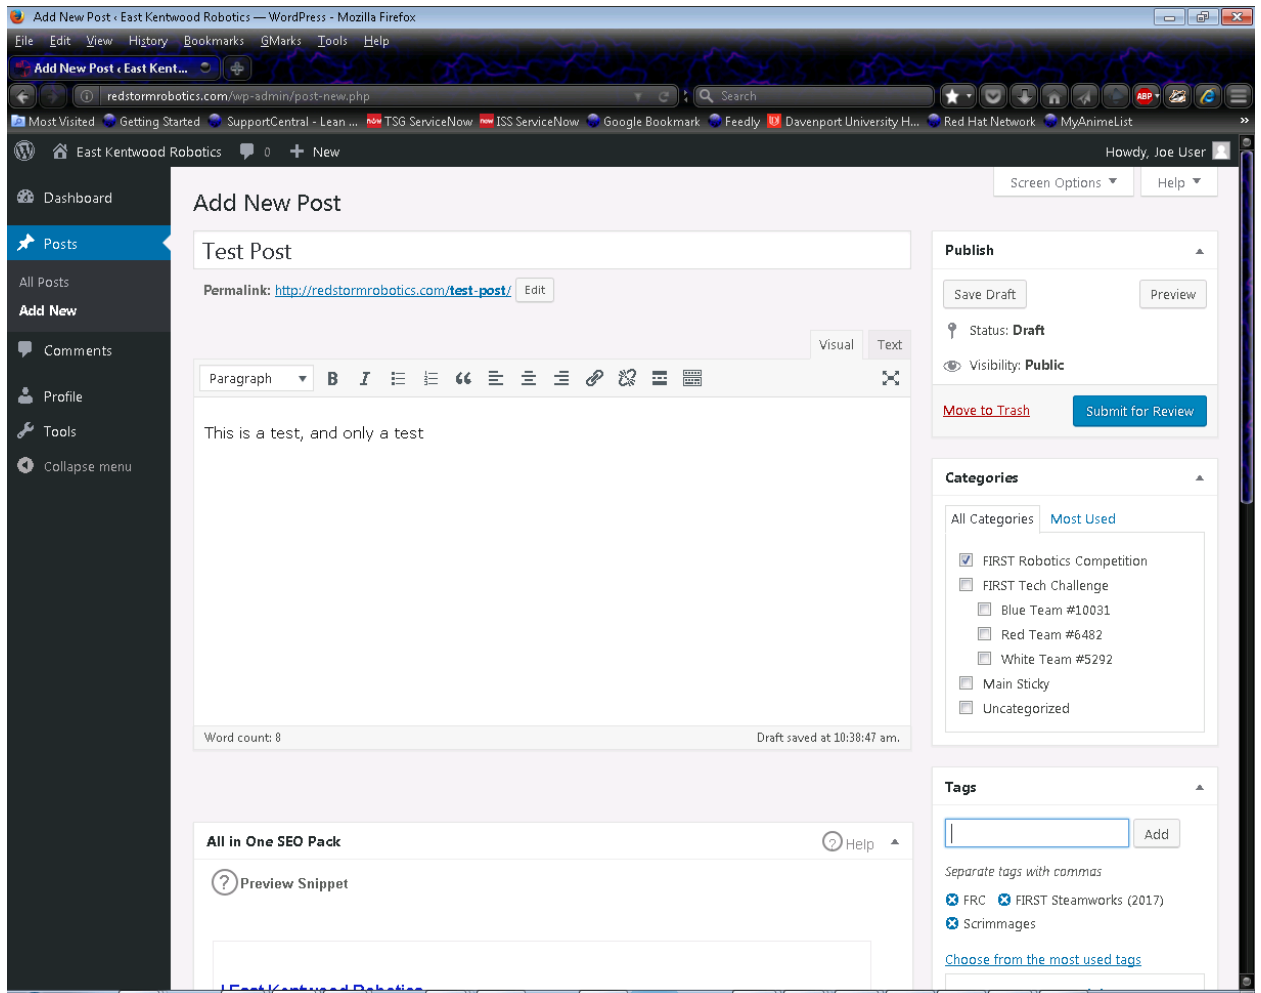 Add New Post ‹ East Kentwood Robotics — WordPress - Mozilla Firefox
File Edit View History Bookmarks GMarks Tools Help
Add New Post ‹ East Kent...
redstormrobotics.com/wp-admin/post-new.php
Search
ABP
Most Visited Getting Started SupportCentral - Lean ... now TSG ServiceNow now ISS ServiceNow Google Bookmark Feedly Davenport University H... Red Hat Network MyAnimeList »
East Kentwood Robotics 0 + New Howdy, Joe User
Screen Options ▼ Help ▼
Dashboard
Posts
All Posts
Add New
Comments
Profile
Tools
Collapse menu
Add New Post
Test Post
Permalink: http://redstormrobotics.com/test-post/ Edit
Visual Text
Paragraph B I
This is a test, and only a test
Word count: 8 Draft saved at 10:38:47 am.
All in One SEO Pack ? Help
? Preview Snippet
| East Kentwood Robotics
Publish
Save Draft Preview
Status: Draft
Visibility: Public
Move to Trash Submit for Review
Categories
All Categories Most Used
FIRST Robotics Competition
FIRST Tech Challenge
Blue Team #10031
Red Team #6482
White Team #5292
Main Sticky
Uncategorized
Tags
Add
Separate tags with commas
FRC FIRST Steamworks (2017)
Scrimmages
Choose from the most used tags